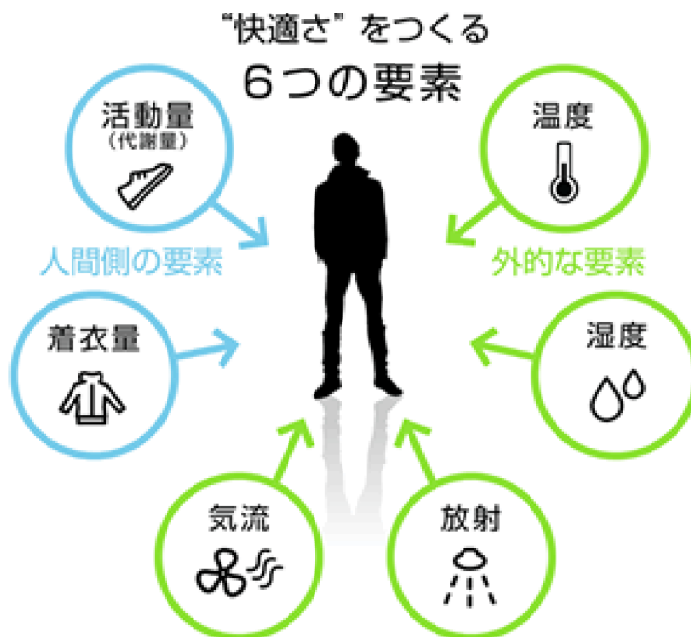 “快適さ” をつくる
6つの要素
活動量
(代謝量)
温度
人間側の要素
外的な要素
着衣量
湿度
気流
放射